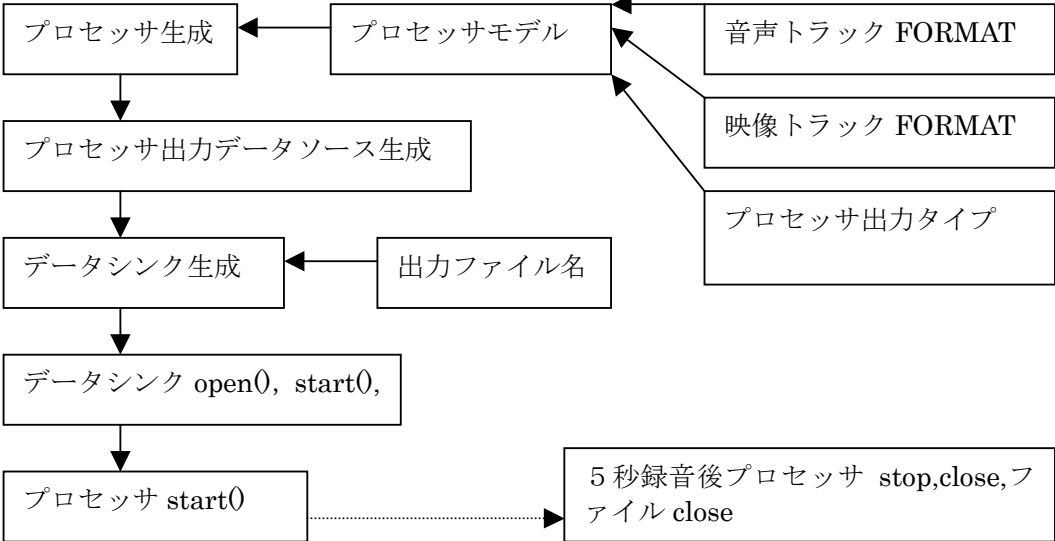 プロセッサ生成
プロセッサモデル
音声トラック FORMAT
映像トラック FORMAT
プロセッサ出力データソース生成
プロセッサ出力タイプ
データシンク生成
出力ファイル名
データシンク open(), start(),
プロセッサ start()
５秒録音後プロセッサ stop,close,フ
ァイル close